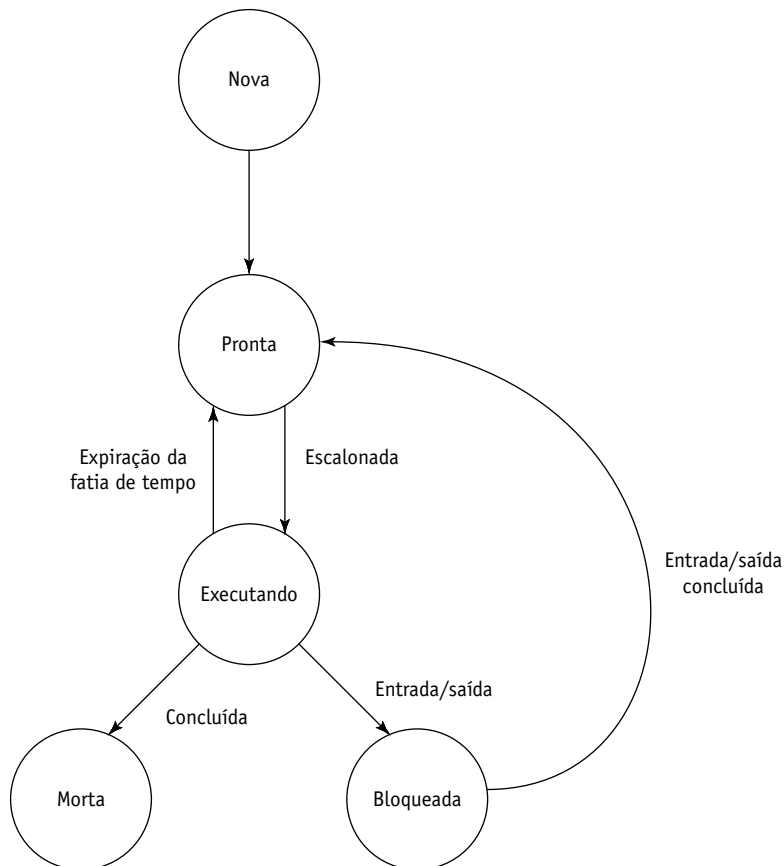 Nova
Pronta
Expiração da
fatia de tempo
Escalonada
Executando
Entrada/saída
concluída
Entrada/saída
Concluída
Morta
Bloqueada